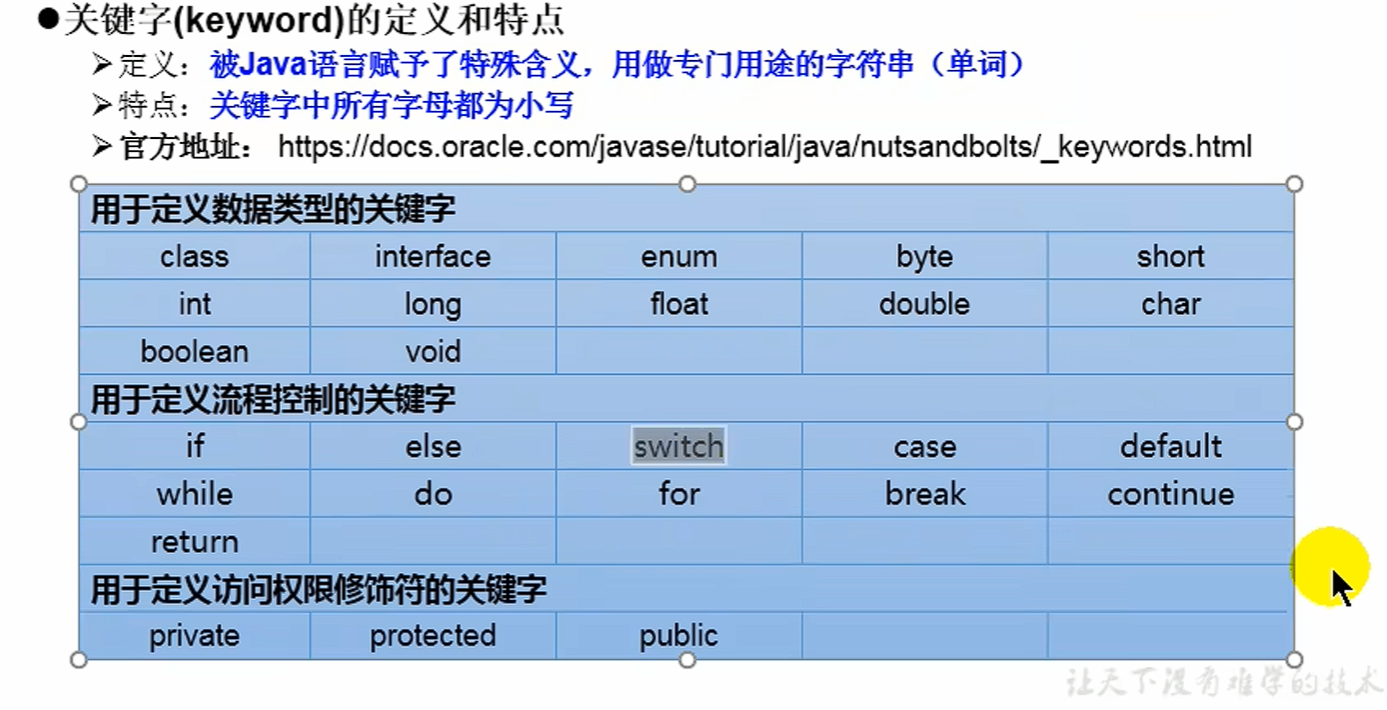 ●关键字(keyword)的定义和特点
➢定义：被Java语言赋予了特殊含义，用做专门用途的字符串（单词）
➢特点：关键字中所有字母都为小写
➢官方地址： https://docs.oracle.com/javase/tutorial/java/nutsandbolts/_keywords.html
用于定义数据类型的关键字
class interface enum byte short
int long float double char
boolean void
用于定义流程控制的关键字
if else switch case default
while do for break continue
return
用于定义访问权限修饰符的关键字
private protected public
让天下没有难学的技术